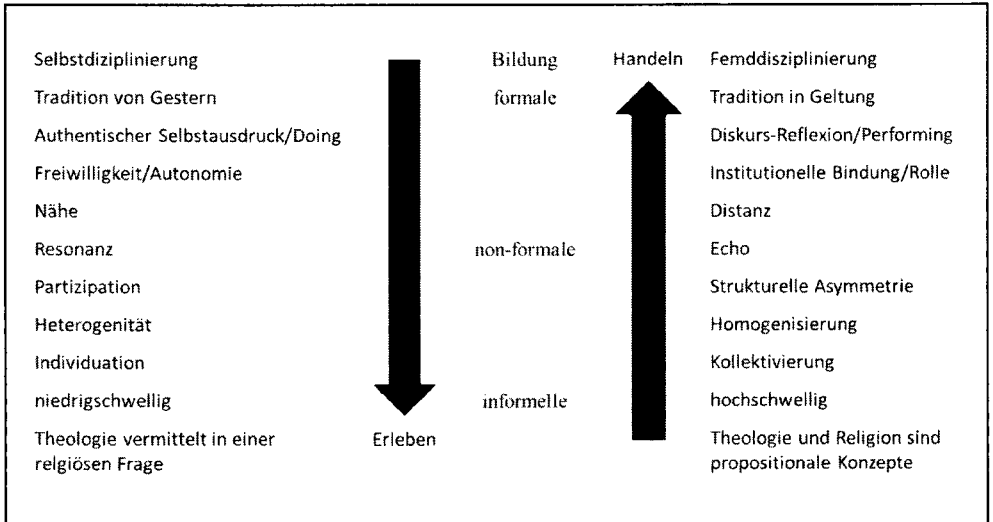 Selbstdiziplinierung Bildung Handeln Femddisziplinierung
Tradition von Gestern formale Tradition in Geltung
Authentischer Selbstausdruck/Doing Diskurs-Reflexion/Performing
Freiwilligkeit/Autonomie Institutionelle Bindung/Rolle
Nähe Distanz
Resonanz non-formale Echo
Partizipation Strukturelle Asymmetrie
Heterogenität Homogenisierung
Individuation Kollektivierung
niedrigschwellig informelle hochschwellig
Theologie vermittelt in einer Erleben Theologie und Religion sind
relgiösen Frage propositionale Konzepte